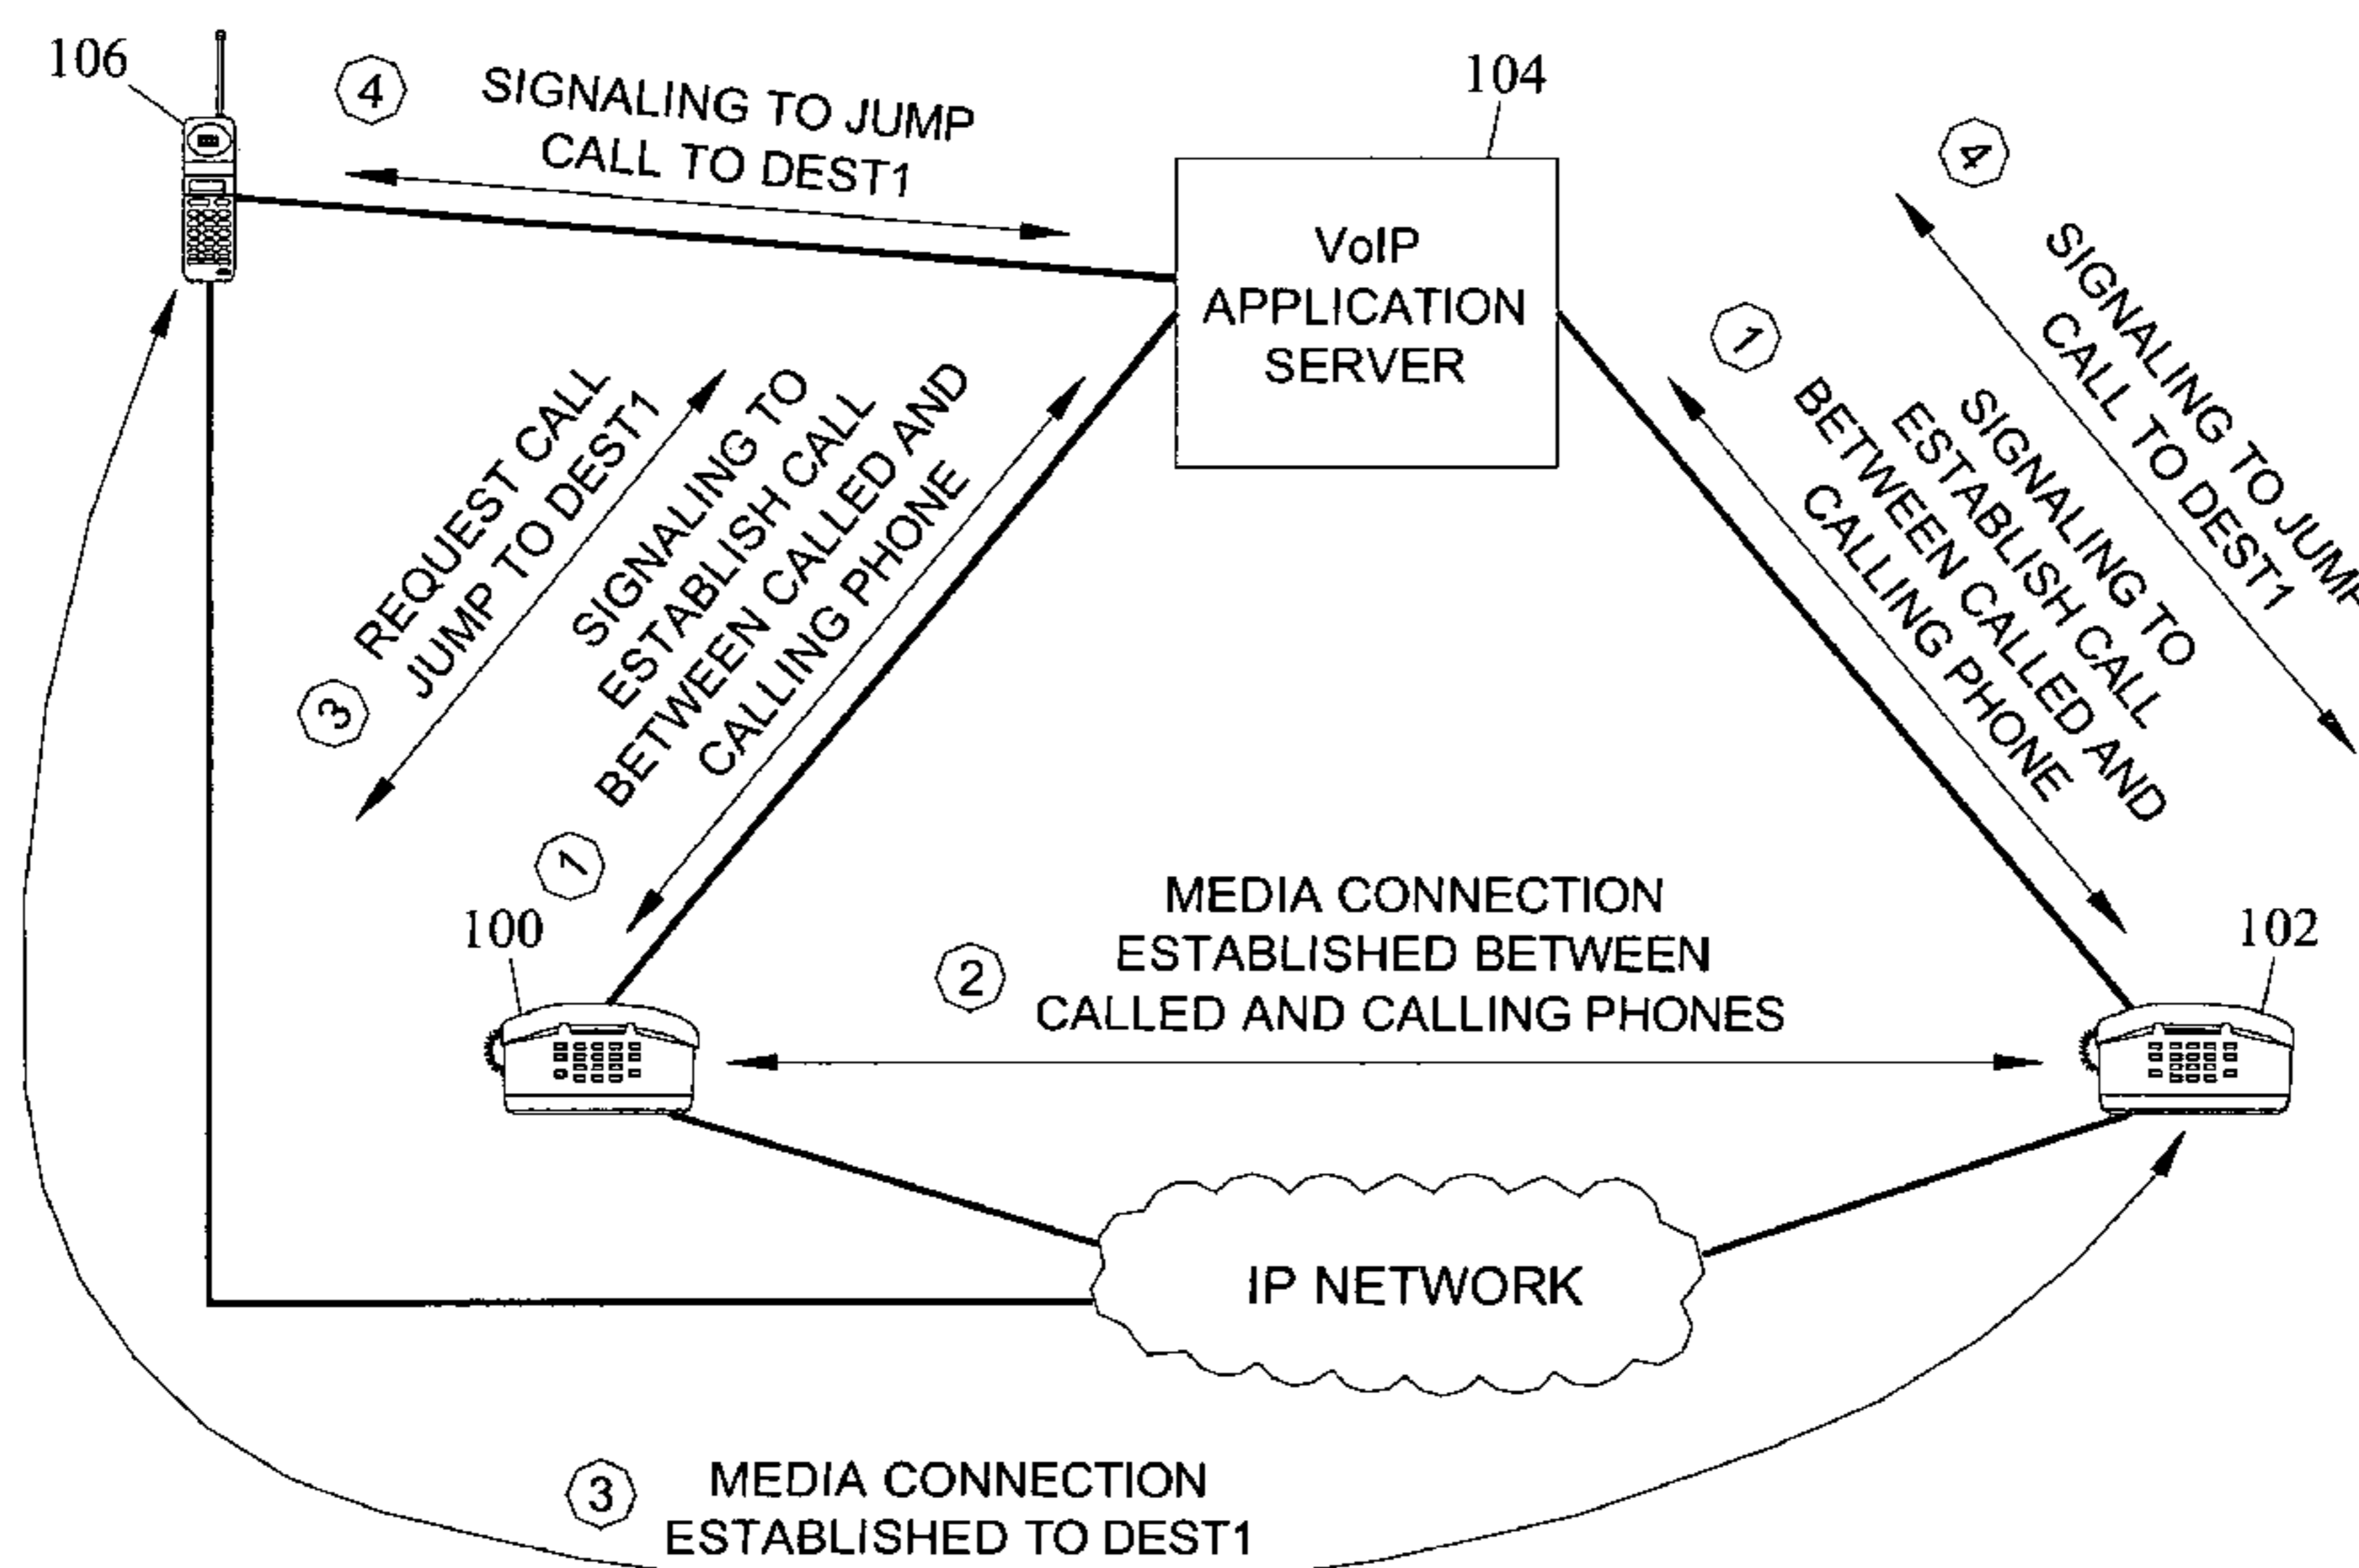 106
4
SIGNALING TO JUMP
CALL TO DEST1
104
VoIP
APPLICATION
SERVER
4
SIGNALING TO JUMP
CALL TO DEST1
1
SIGNALING TO
ESTABLISH CALL
BETWEEN CALLED AND
CALLING PHONE
3
REQUEST CALL
JUMP TO DEST1
SIGNALING TO
ESTABLISH CALL
BETWEEN CALLED AND
CALLING PHONE
1
100
2
MEDIA CONNECTION
ESTABLISHED BETWEEN
CALLED AND CALLING PHONES
102
IP NETWORK
3
MEDIA CONNECTION
ESTABLISHED TO DEST1